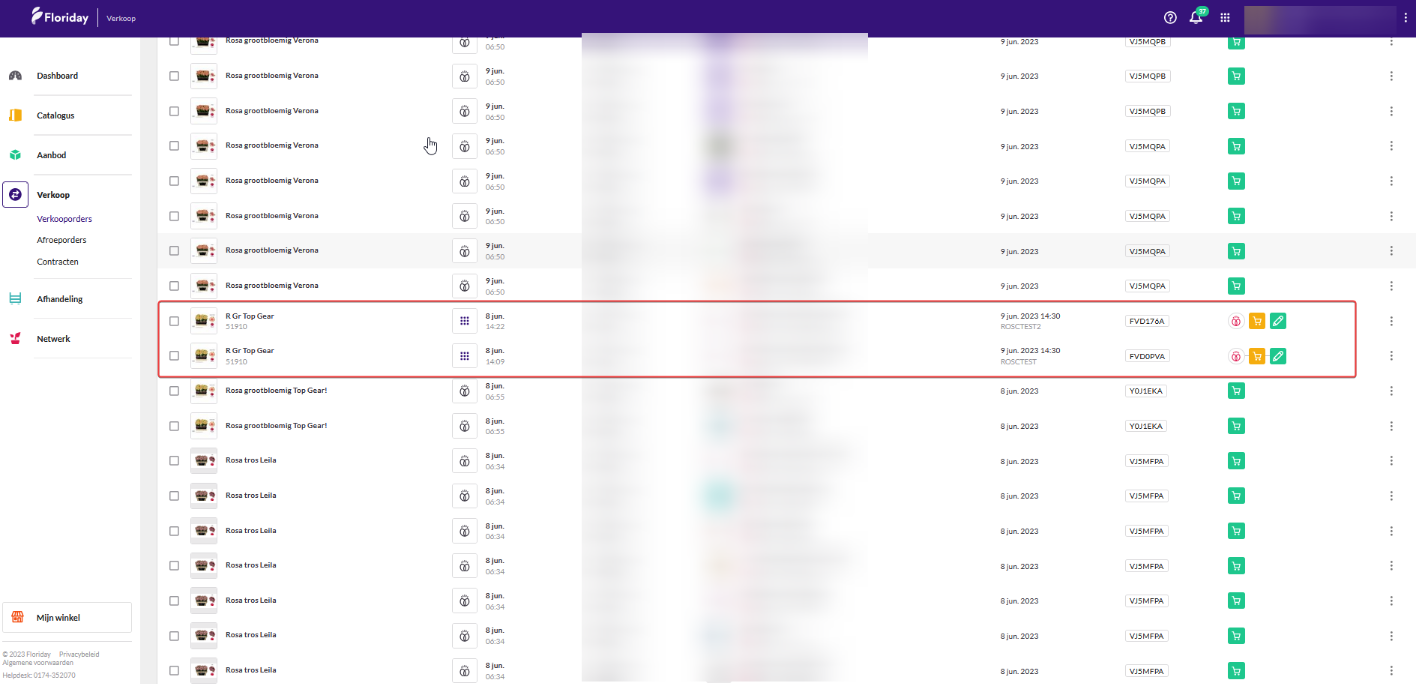 Floriday
Verkoop
37
Dashboard
Catalogus
Aanbod
Verkoop
Verkooporders
Afroeporders
Contracten
Afhandeling
Netwerk
Mijn winkel
© 2023 Floriday Privacybeleid
Algemene voorwaarden
Helpdesk: 0174-352070
Rosa grootbloemig Verona 06:50 9 jun. 2023 VJ5MQPB
Rosa grootbloemig Verona 9 jun. 06:50 9 jun. 2023 VJ5MQPB
Rosa grootbloemig Verona 9 jun. 06:50 9 jun. 2023 VJ5MQPB
Rosa grootbloemig Verona 9 jun. 06:50 9 jun. 2023 VJ5MQPA
Rosa grootbloemig Verona 9 jun. 06:50 9 jun. 2023 VJ5MQPA
Rosa grootbloemig Verona 9 jun. 06:50 9 jun. 2023 VJ5MQPA
Rosa grootbloemig Verona 9 jun. 06:50 9 jun. 2023 VJ5MQPA
Rosa grootbloemig Verona 9 jun. 06:50 9 jun. 2023 VJ5MQPA
R Gr Top Gear 8 jun. 9 jun. 2023 14:30 FVD176A
51910 14:22 ROSCTEST2
R Gr Top Gear 8 jun. 9 jun. 2023 14:30 FVD0PVA
51910 14:09 ROSCTEST
Rosa grootbloemig Top Gear! 8 jun. 06:55 8 jun. 2023 Y0J1EKA
Rosa grootbloemig Top Gear! 8 jun. 06:55 8 jun. 2023 Y0J1EKA
Rosa tros Leila 8 jun. 06:34 8 jun. 2023 VJ5MFPA
Rosa tros Leila 8 jun. 06:34 8 jun. 2023 VJ5MFPA
Rosa tros Leila 8 jun. 06:34 8 jun. 2023 VJ5MFPA
Rosa tros Leila 8 jun. 06:34 8 jun. 2023 VJ5MFPA
Rosa tros Leila 8 jun. 06:34 8 jun. 2023 VJ5MFPA
Rosa tros Leila 8 jun. 06:34 8 jun. 2023 VJ5MFPA
Rosa tros Leila 8 jun. 06:34 8 jun. 2023 VJ5MFPA